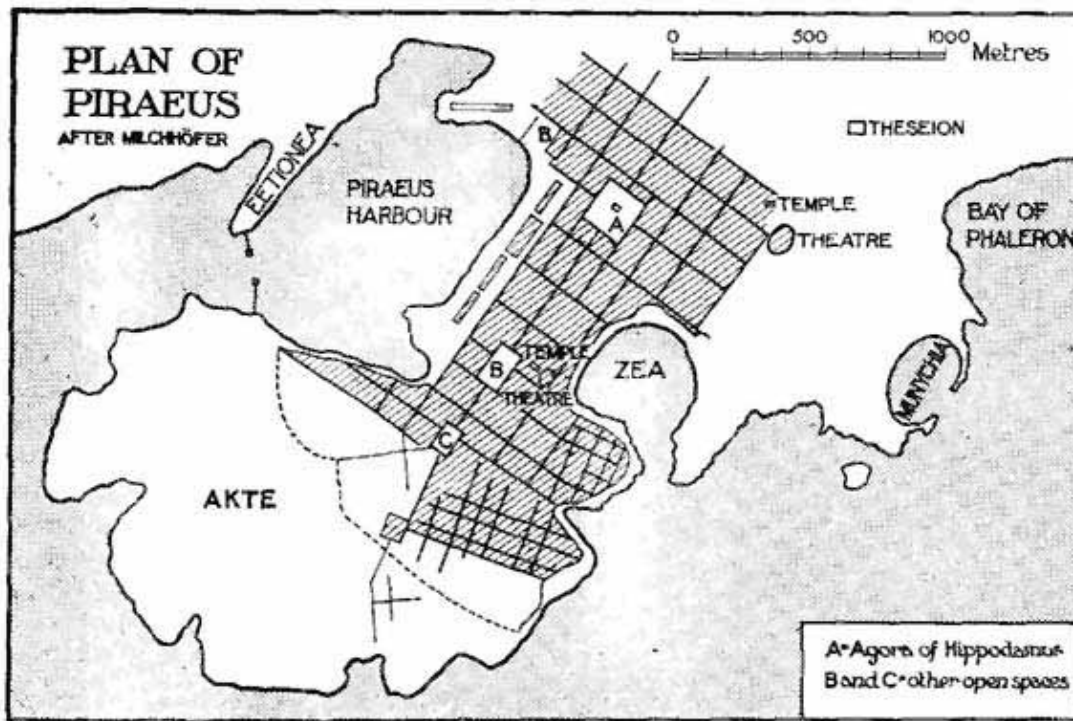 PLAN OF
PIRAEUS
AFTER MILCHHÖFER
0 500 1000
Metres
THESEION
EETIONEA
PIRAEUS
HARBOUR
B
A
TEMPLE
THEATRE
BAY OF
PHALERON
TEMPLE
B
THEATRE
ZEA
MUNYCHIA
C
AKTE
A=Agora of Hippodamus
B and C=other open spaces